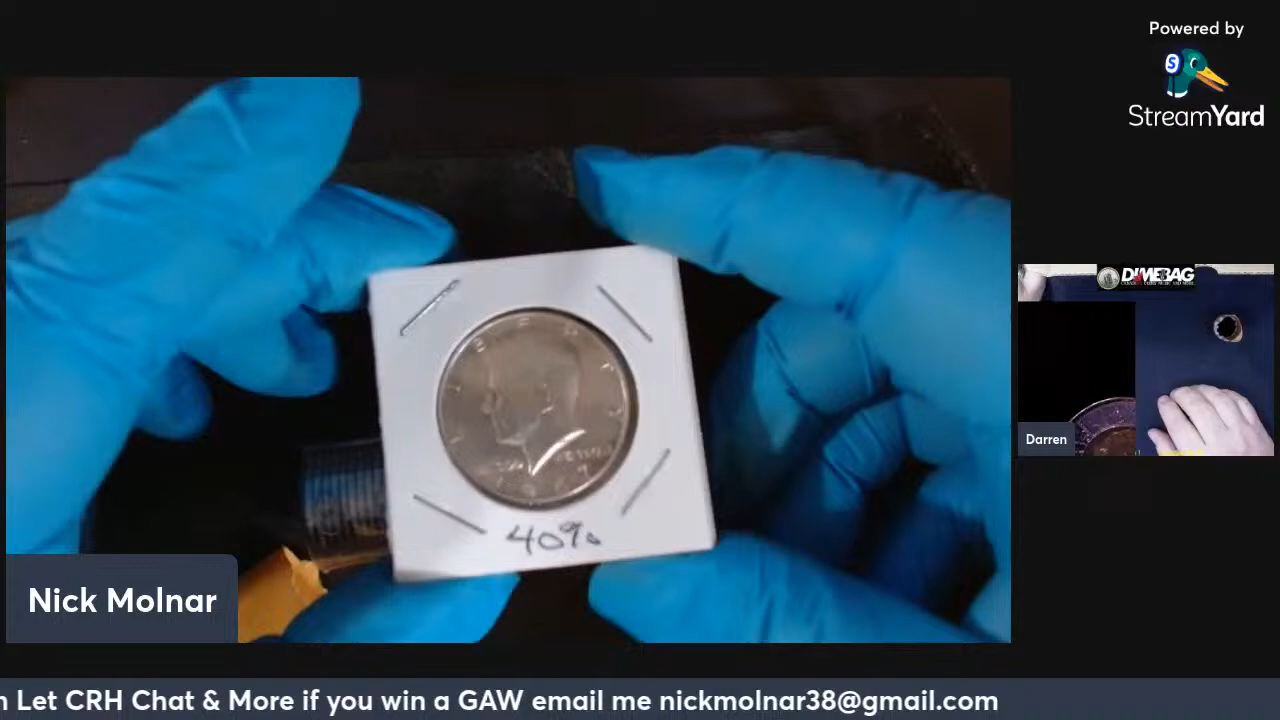 Powered by
StreamYard
DIMEBAG
Darren
40%
Nick Molnar
Let CRH Chat & More if you win a GAW email me nickmolnar38@gmail.com